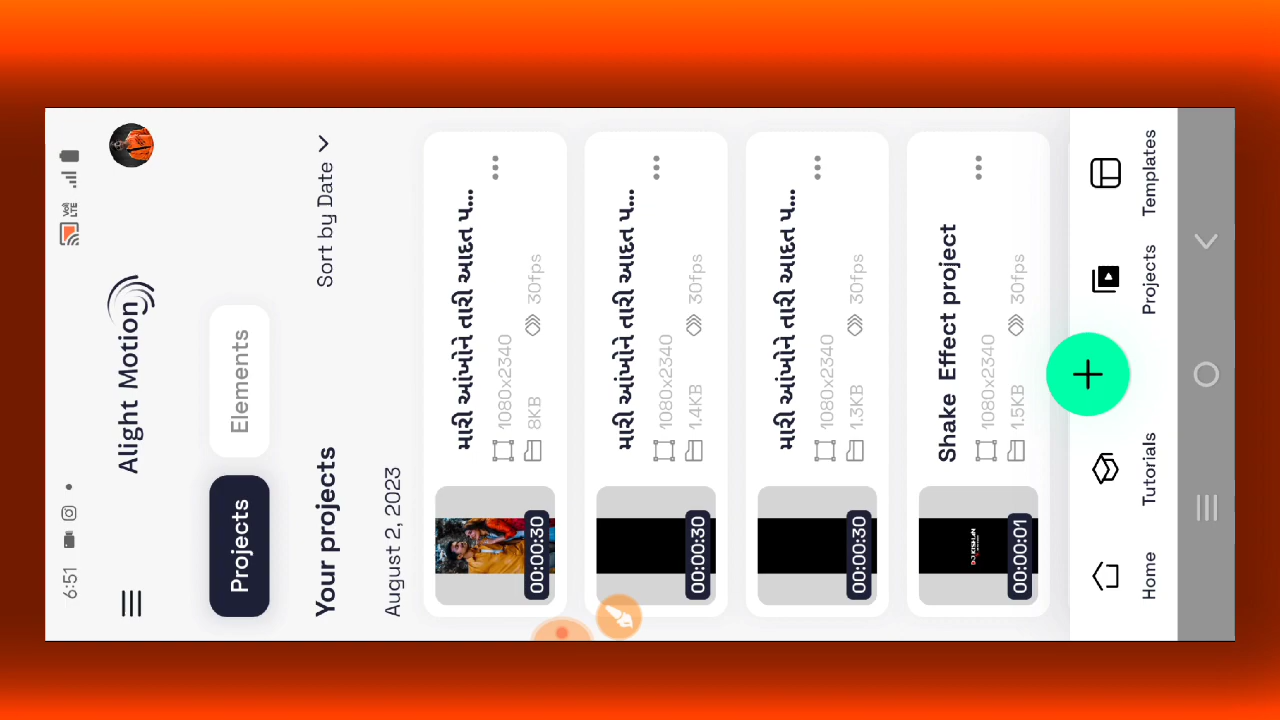 6:51
Vo)) LTE
Alight Motion
Projects
Elements
Your projects
Sort by Date
August 2, 2023
મારી આંખોને તારી આદત પ...
1080x2340
8KB
30fps
00:00:30
મારી આંખોને તારી આદત પ...
1080x2340
1.4KB
30fps
00:00:30
મારી આંખોને તારી આદત પ...
1080x2340
1.3KB
30fps
00:00:30
Shake Effect project
1080x2340
1.5KB
30fps
00:00:01
Home
Tutorials
Projects
Templates